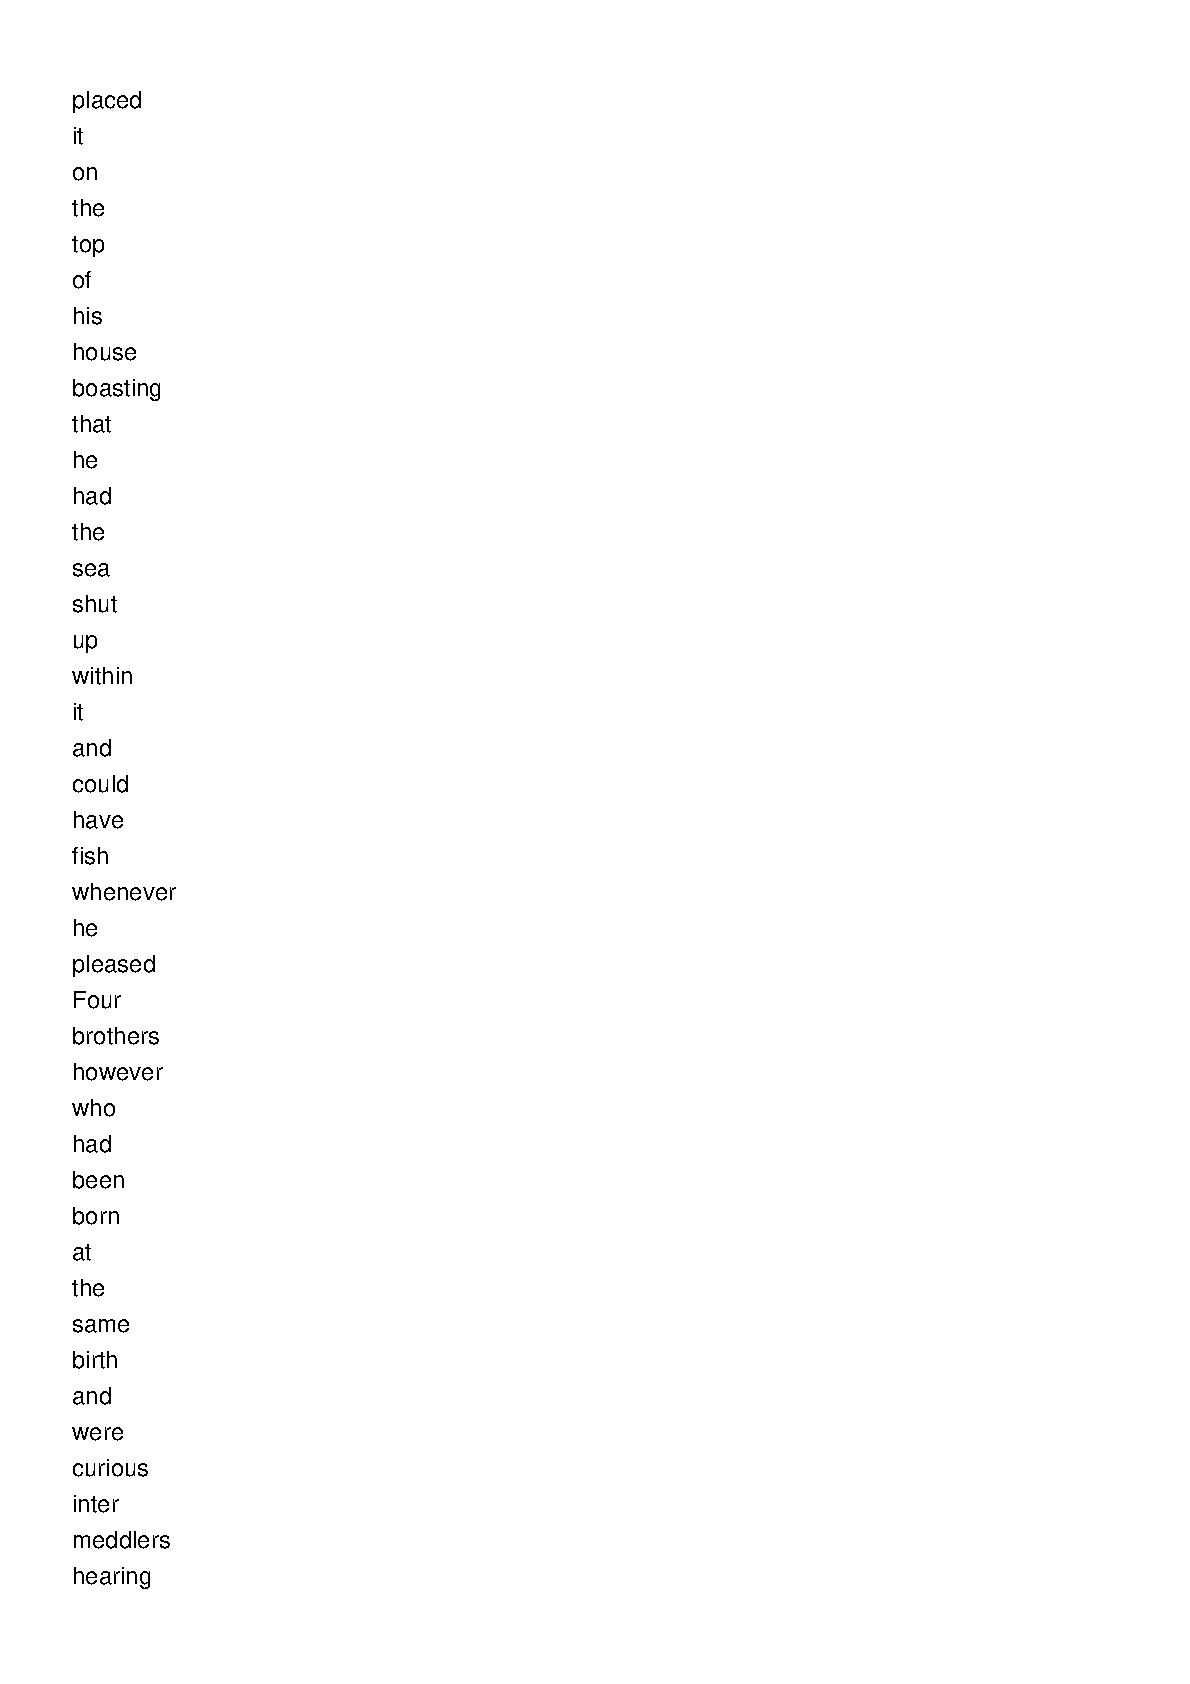 placed
it
on
the
top
of
his
house
boasting
that
he
had
the
sea
shut
up
within
it
and
could
have
fish
whenever
he
pleased
Four
brothers
however
who
had
been
born
at
the
same
birth
and
were
curious
inter
meddlers
hearing